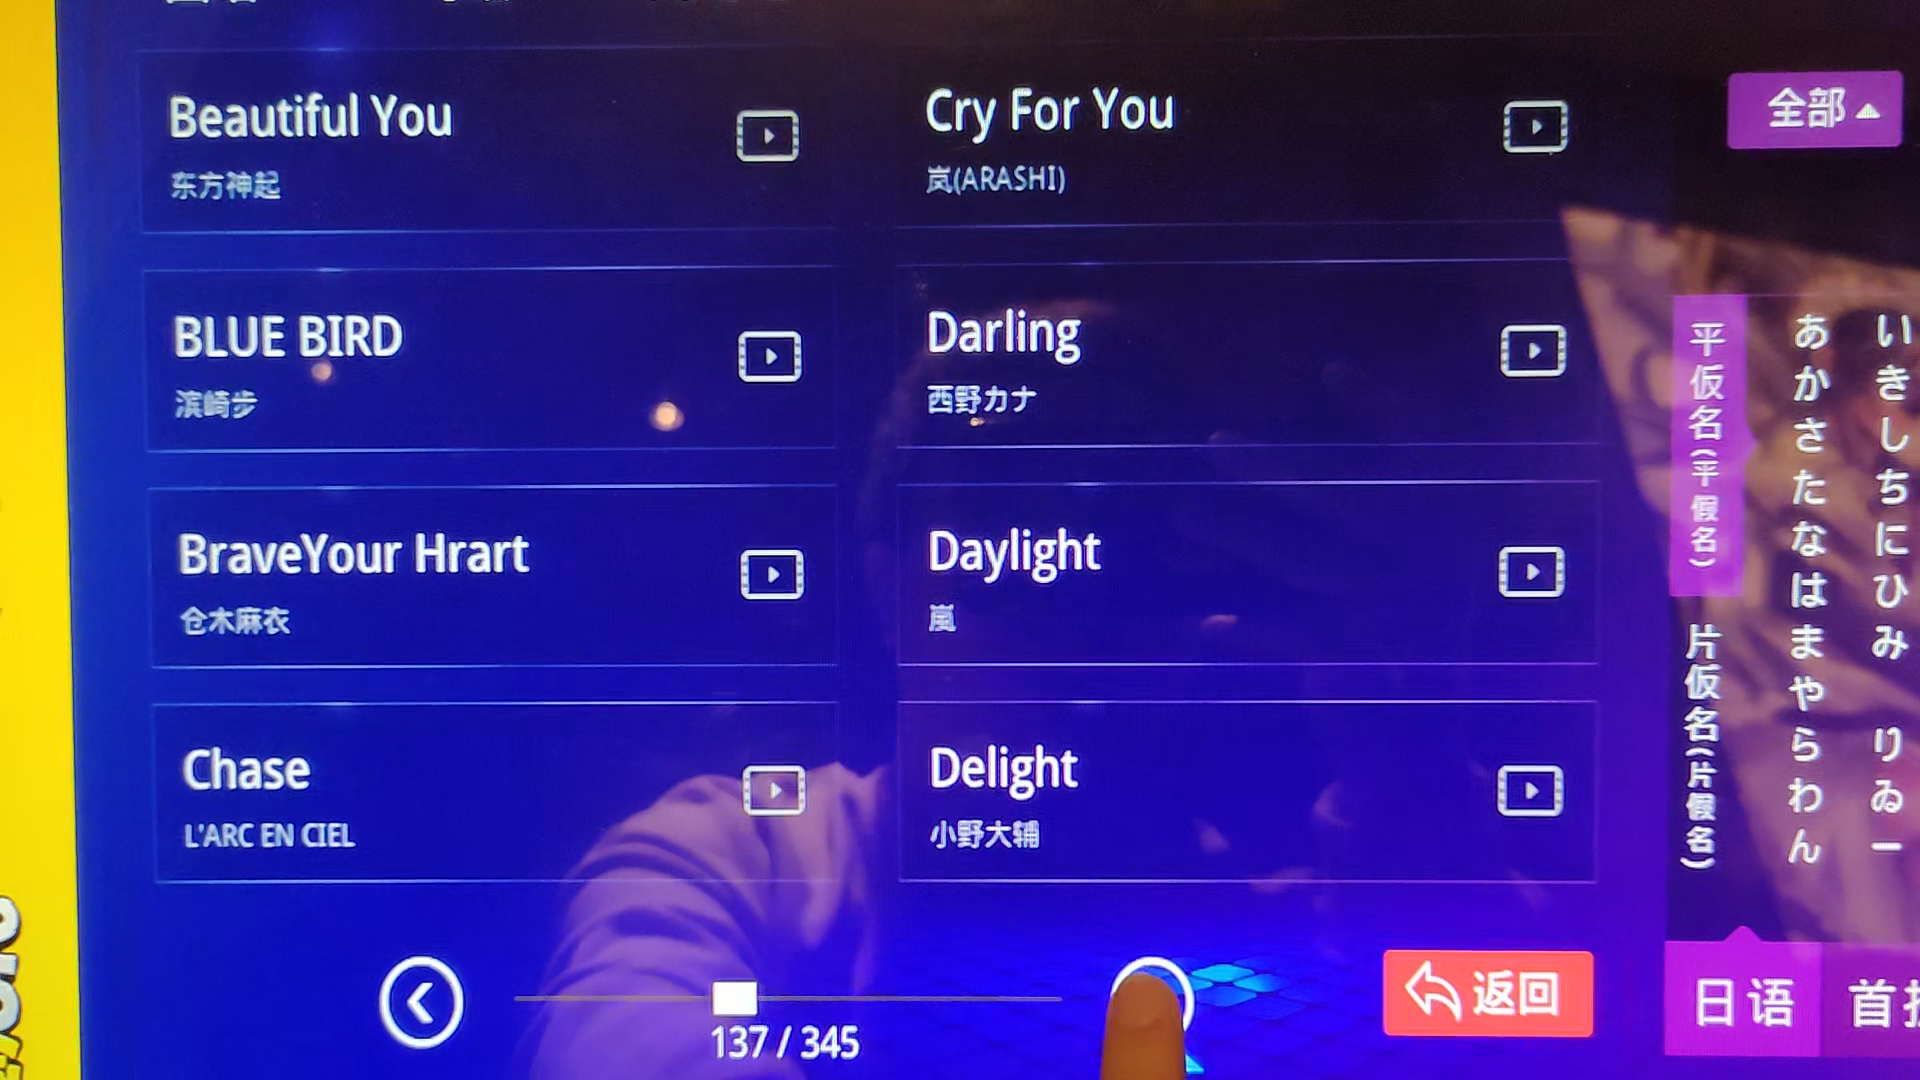 Beautiful You
东方神起
Cry For You
岚(ARASHI)
BLUE BIRD
滨崎步
Darling
西野カナ
BraveYour Hrart
仓木麻衣
Daylight
嵐
Chase
L'ARC EN CIEL
Delight
小野大辅
137 / 345
返回
全部
平仮名(平假名)
片仮名(片假名)
あかさたなはまやらわん
いきしちにひみ りゐー
日语
首